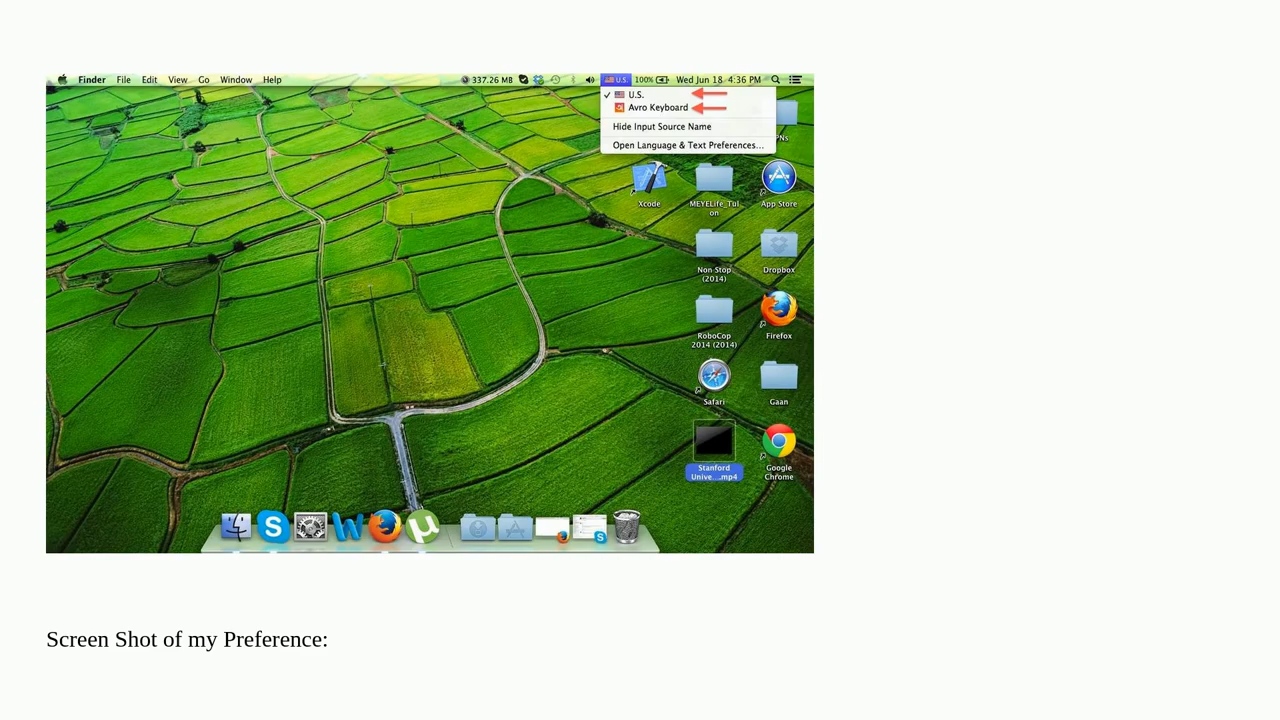 Finder File Edit View Go Window Help 337.26 MB U.S. 100% Wed Jun 18 4:36 PM
✓ U.S.
Avro Keyboard
Hide Input Source Name
Open Language & Text Preferences...
Xcode
MEYELife_Tul
on
App Store
Non-Stop
(2014)
Dropbox
RoboCop
2014 (2014)
Firefox
Safari
Gaan
Stanford
Unive....mp4
Google
Chrome
Screen Shot of my Preference: